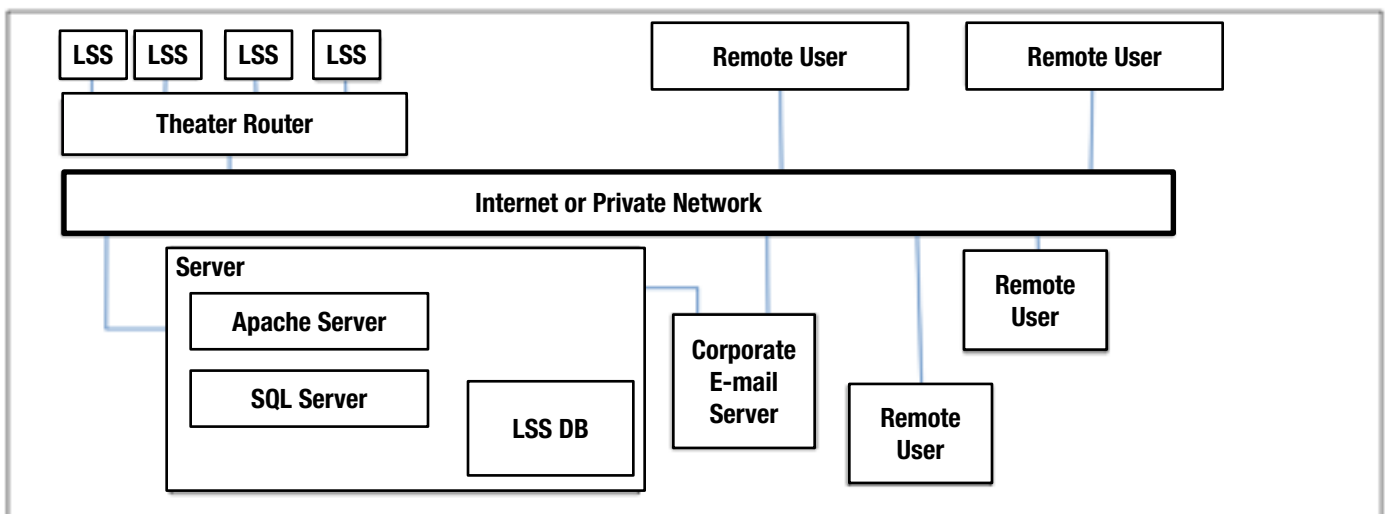 LSS LSS LSS LSS
Remote User
Remote User
Theater Router
Internet or Private Network
Server
Apache Server
SQL Server
LSS DB
Corporate
E-mail
Server
Remote
User
Remote
User